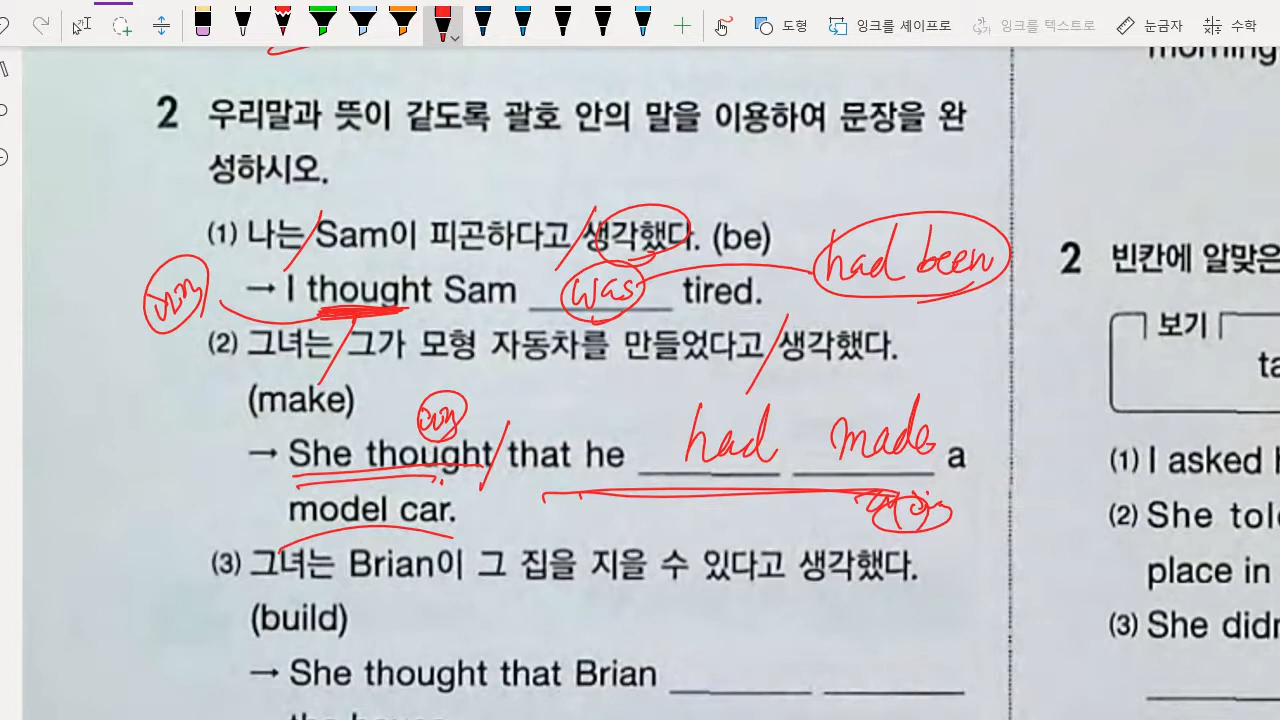 도형 잉크를 셰이프로 잉크를 텍스트로 눈금자 수학
morning
2 우리말과 뜻이 같도록 괄호 안의 말을 이용하여 문장을 완
성하시오.
(1) 나는 Sam이 피곤하다고 생각했다. (be)
had been
→ I thought Sam was tired.
(2) 그녀는 그가 모형 자동차를 만들었다고 생각했다.
(make)
→ She thought that he had made a
model car.
(3) 그녀는 Brian이 그 집을 지을 수 있다고 생각했다.
(build)
→ She thought that Brian
2 빈칸에 알맞은
보기
ta
(1) I asked
(2) She tol
place in
(3) She didn